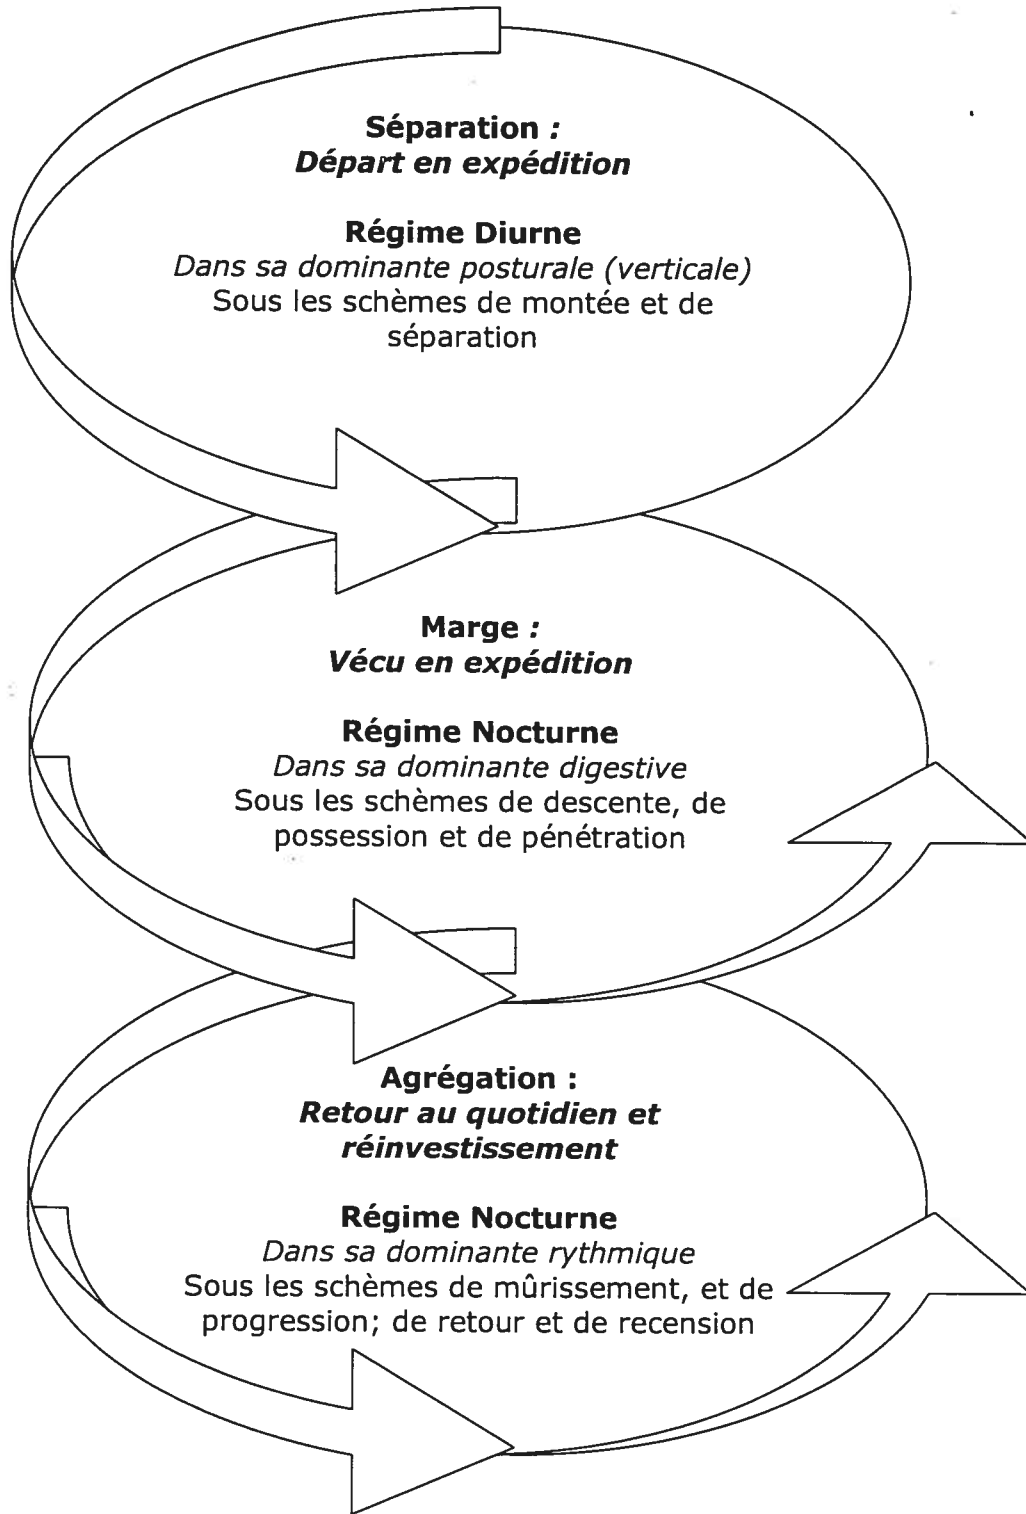 Séparation :
Départ en expédition
Régime Diurne
Dans sa dominante posturale (verticale)
Sous les schèmes de montée et de
séparation
Marge :
Vécu en expédition
Régime Nocturne
Dans sa dominante digestive
Sous les schèmes de descente, de
possession et de pénétration
Agrégation :
Retour au quotidien et
réinvestissement
Régime Nocturne
Dans sa dominante rythmique
Sous les schèmes de mûrissement, et de
progression; de retour et de recension